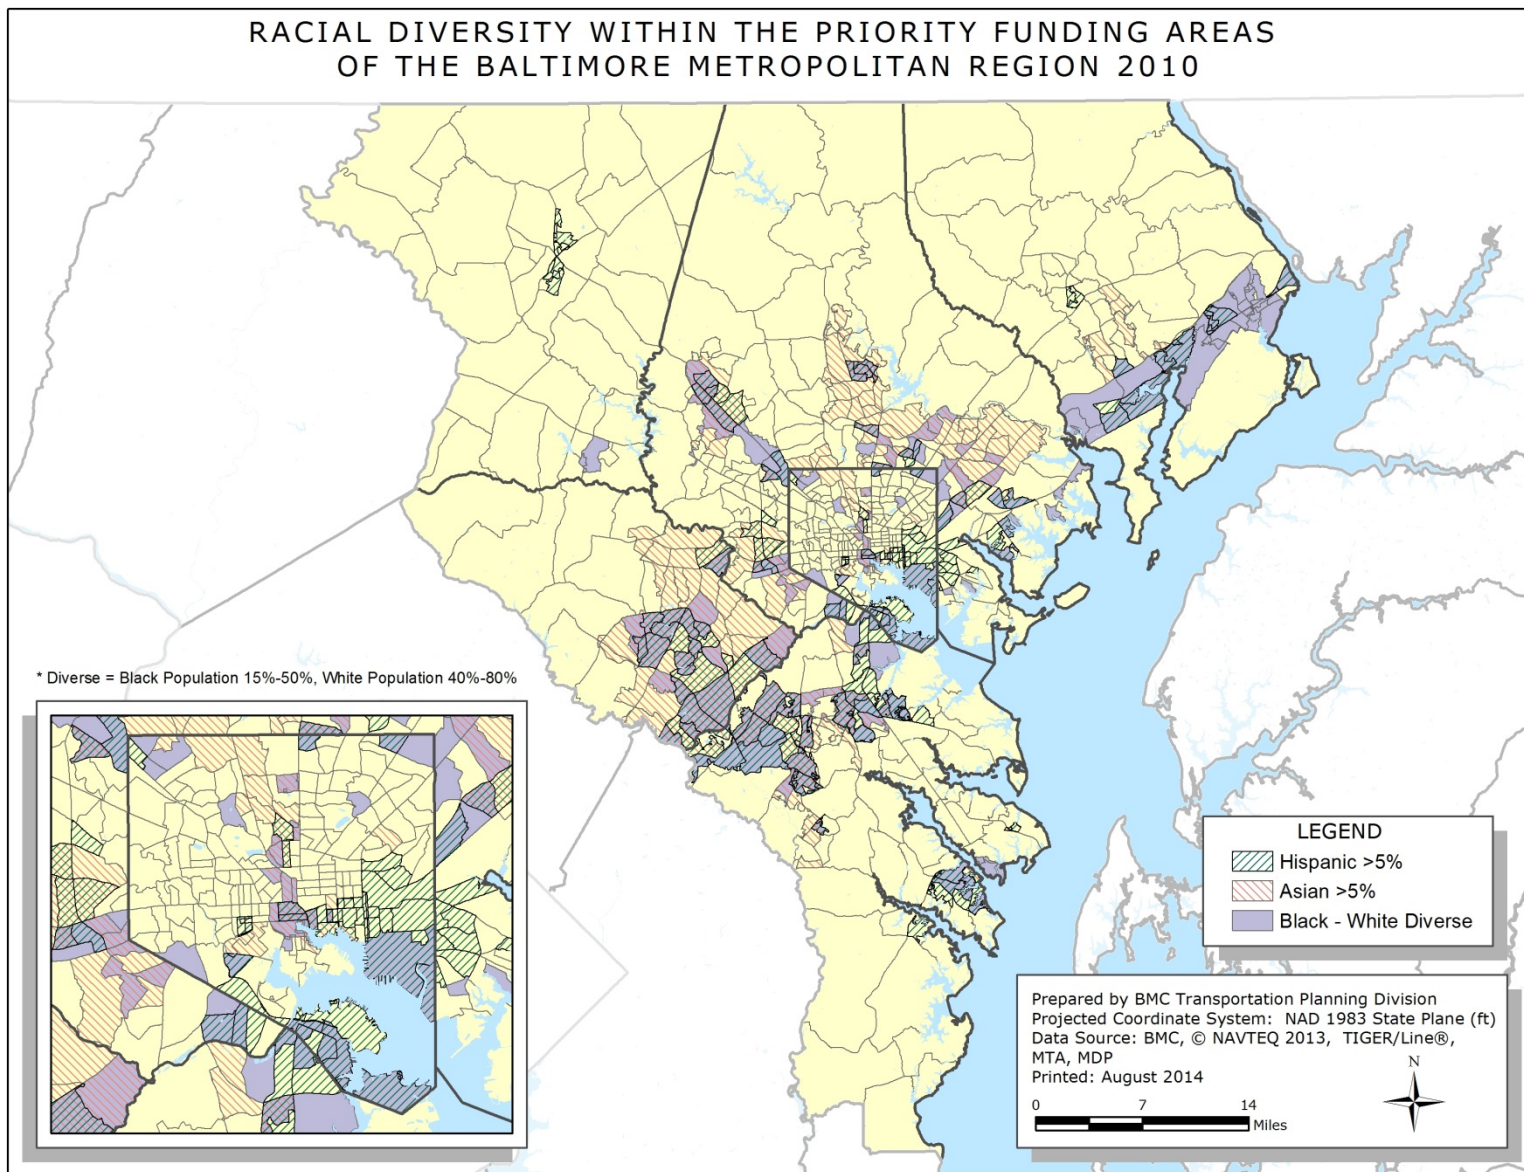 RACIAL DIVERSITY WITHIN THE PRIORITY FUNDING AREAS
OF THE BALTIMORE METROPOLITAN REGION 2010
* Diverse = Black Population 15%-50%, White Population 40%-80%
LEGEND
Hispanic >5%
Asian >5%
Black - White Diverse
Prepared by BMC Transportation Planning Division
Projected Coordinate System: NAD 1983 State Plane (ft)
Data Source: BMC, © NAVTEQ 2013, TIGER/Line®,
MTA, MDP
Printed: August 2014
N
0 7 14
Miles